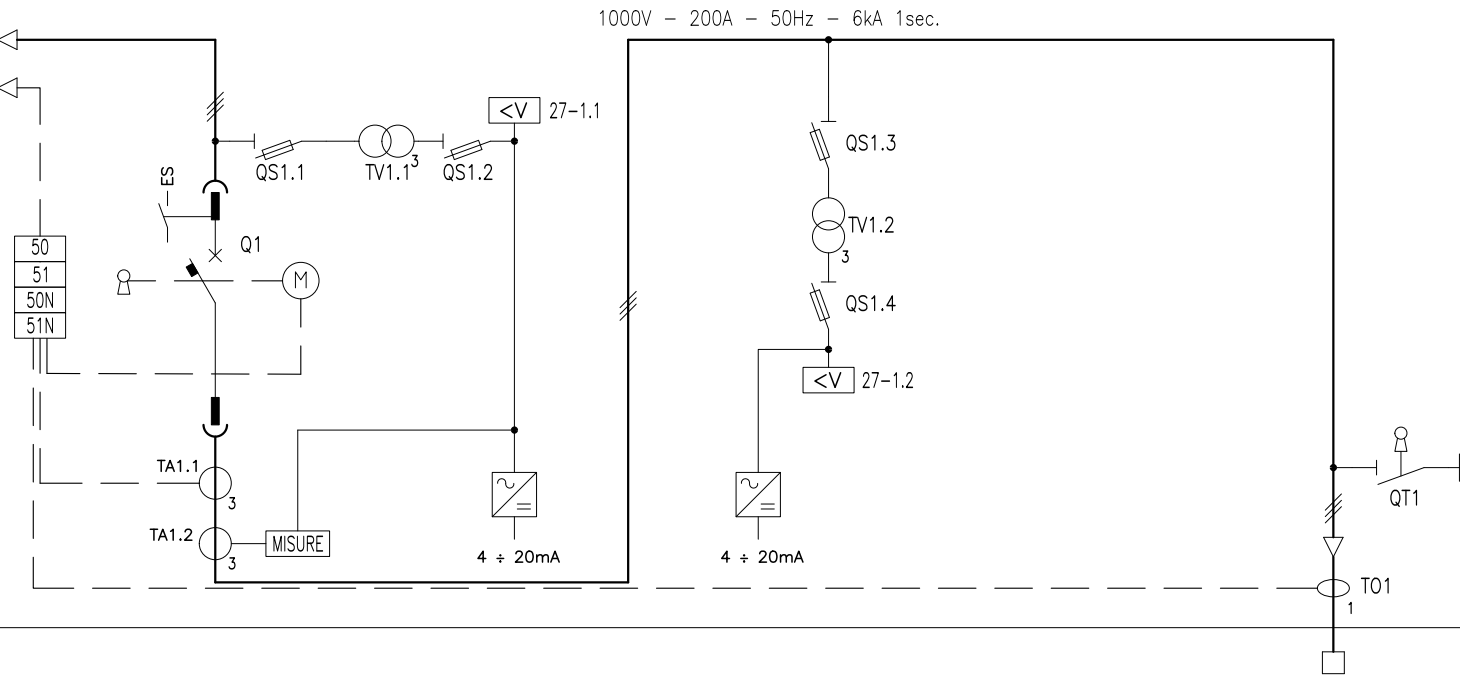 1000V – 200A – 50Hz – 6kA 1sec.
<V 27-1.1
QS1.1
TV1.1
3
QS1.2
QS1.3
ES
TV1.2
3
50
51
50N
51N
Q1
M
QS1.4
<V 27-1.2
TA1.1
3
QT1
TA1.2
3
MISURE
4 ÷ 20mA
4 ÷ 20mA
TO1
1